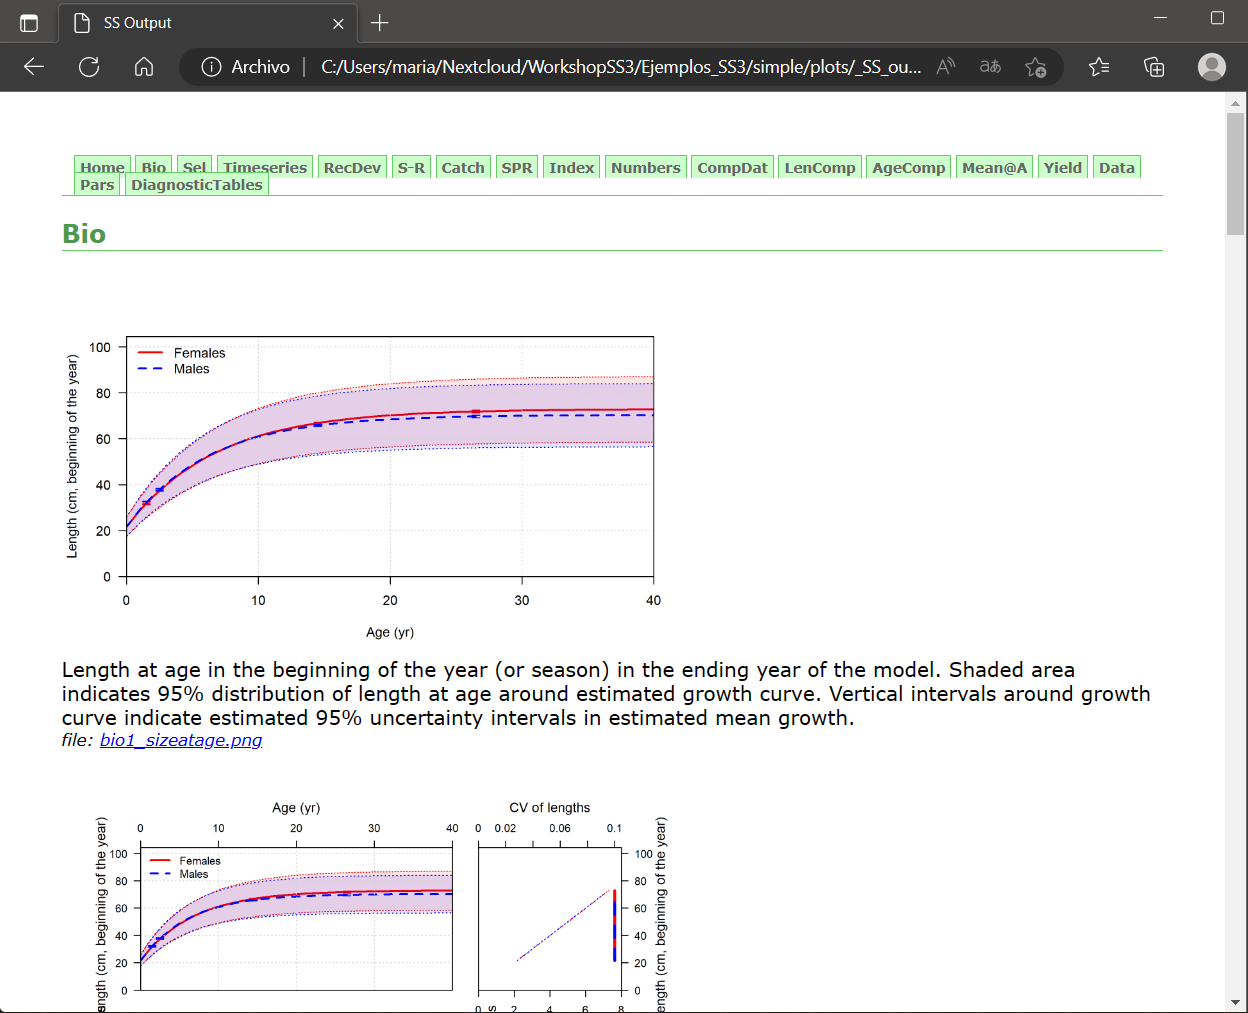 SS Output
Archivo C:/Users/maria/Nextcloud/WorkshopSS3/Ejemplos_SS3/simple/plots/_SS_ou...
Home Bio Sel Timeseries RecDev S-R Catch SPR Index Numbers CompDat LenComp AgeComp Mean@A Yield Data
Pars DiagnosticTables
Bio
Length (cm, beginning of the year)
100
80
60
40
20
0
Females
Males
0 10 20 30 40
Age (yr)
Length at age in the beginning of the year (or season) in the ending year of the model. Shaded area
indicates 95% distribution of length at age around estimated growth curve. Vertical intervals around growth
curve indicate estimated 95% uncertainty intervals in estimated mean growth.
file: bio1_sizeatage.png
Age (yr)
0 10 20 30 40
(cm, beginning of the year)
100
80
60
40
20
0
Females
Males
CV of lengths
0 0.02 0.06 0.1
100
80
60
40
20
0
(cm, beginning of the year)
0 2 4 6 8